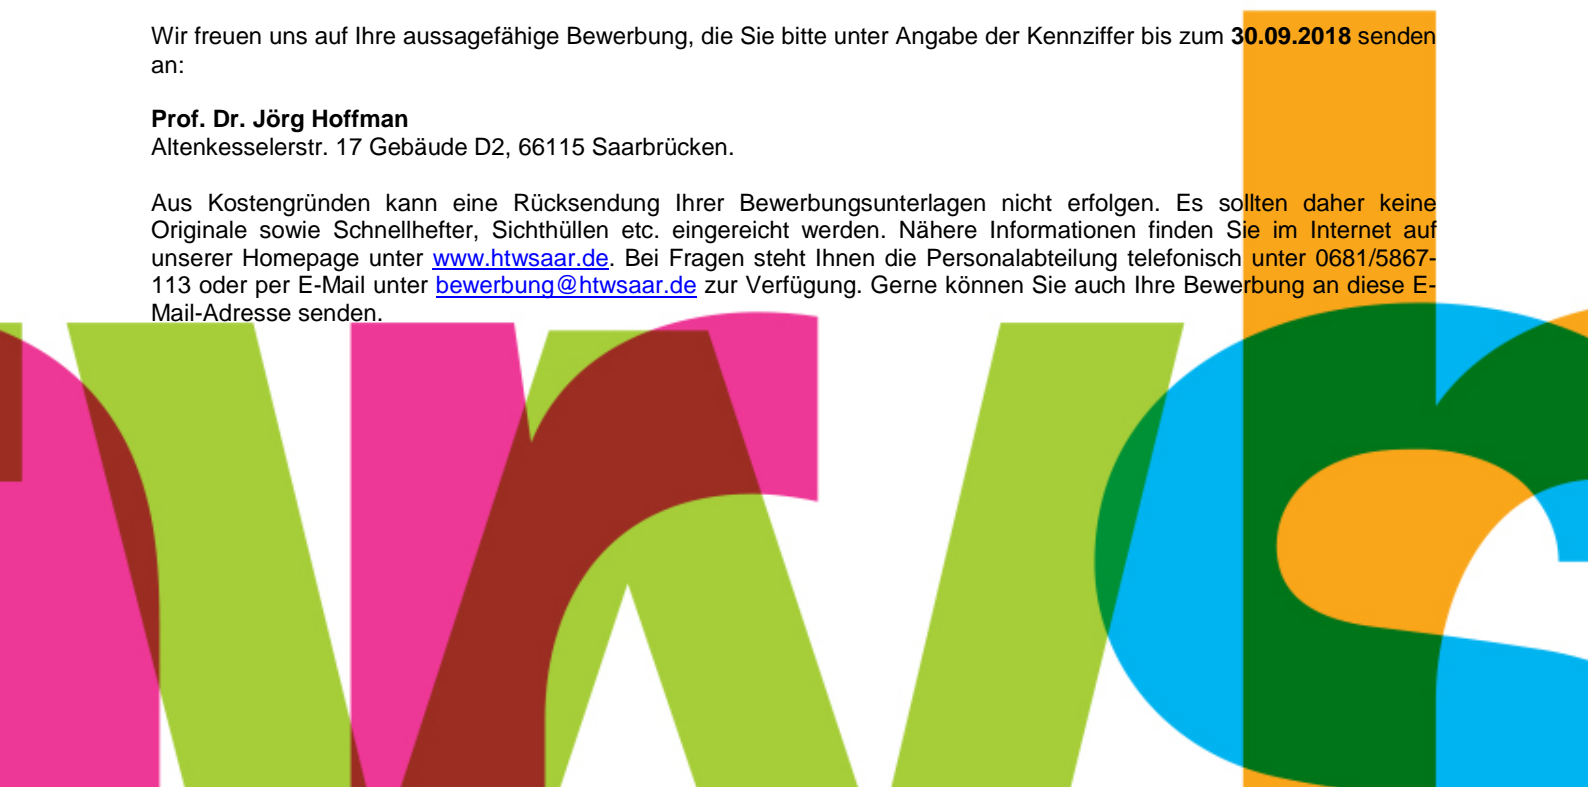 Wir freuen uns auf Ihre aussagefähige Bewerbung, die Sie bitte unter Angabe der Kennziffer bis zum 30.09.2018 senden
an:
Prof. Dr. Jörg Hoffman
Altenkesselerstr. 17 Gebäude D2, 66115 Saarbrücken.
Aus Kostengründen kann eine Rücksendung Ihrer Bewerbungsunterlagen nicht erfolgen. Es sollten daher keine
Originale sowie Schnellhefter, Sichthüllen etc. eingereicht werden. Nähere Informationen finden Sie im Internet auf
unserer Homepage unter www.htwsaar.de. Bei Fragen steht Ihnen die Personalabteilung telefonisch unter 0681/5867-
113 oder per E-Mail unter bewerbung@htwsaar.de zur Verfügung. Gerne können Sie auch Ihre Bewerbung an diese E-
Mail-Adresse senden.